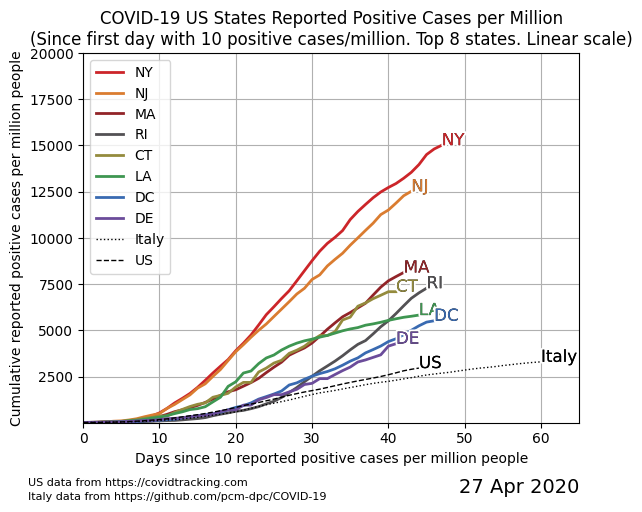 COVID-19 US States Reported Positive Cases per Million
(Since first day with 10 positive cases/million. Top 8 states. Linear scale)
Cumulative reported positive cases per million people
20000
17500
15000
12500
10000
7500
5000
2500
NY
NJ
MA
RI
CT
LA
DC
DE
Italy
US
NY
NJ
MA
CT
RI
LA
DC
DE
US
Italy
0
10
20
30
40
50
60
Days since 10 reported positive cases per million people
US data from https://covidtracking.com
Italy data from https://github.com/pcm-dpc/COVID-19
27 Apr 2020